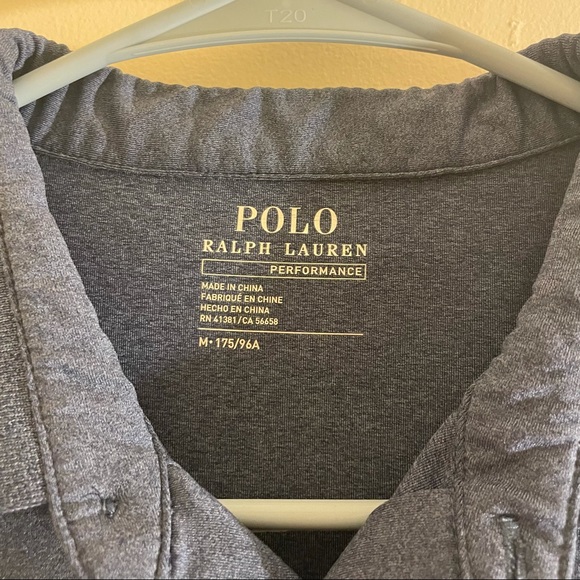 T20
POLO
RALPH LAUREN
PERFORMANCE
MADE IN CHINA
FABRIQUÉ EN CHINE
HECHO EN CHINA
RN 41381/CA 56658
M•175/96A